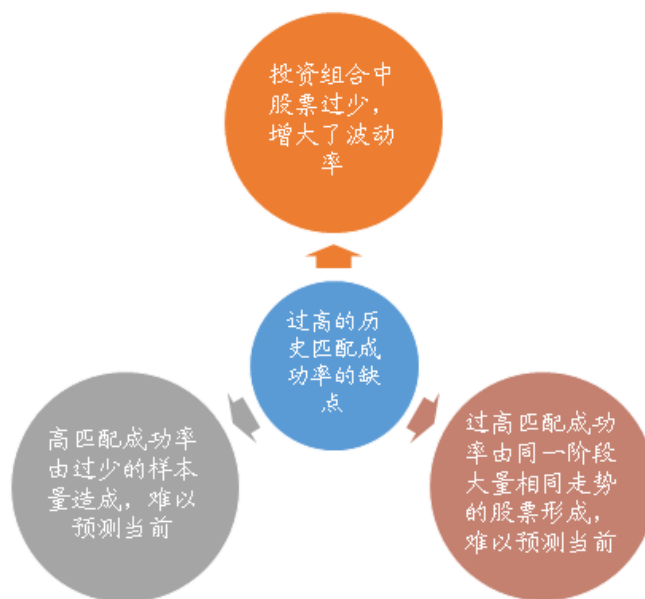 投资组合中
股票过少，
增大了波动
率
过高的历
史匹配成
功率的缺
点
高匹配成功率
由过少的样本
量造成，难以
预测当前
过高匹配成功
率由同一阶段
大量相同走势
的股票形成，
难以预测当前